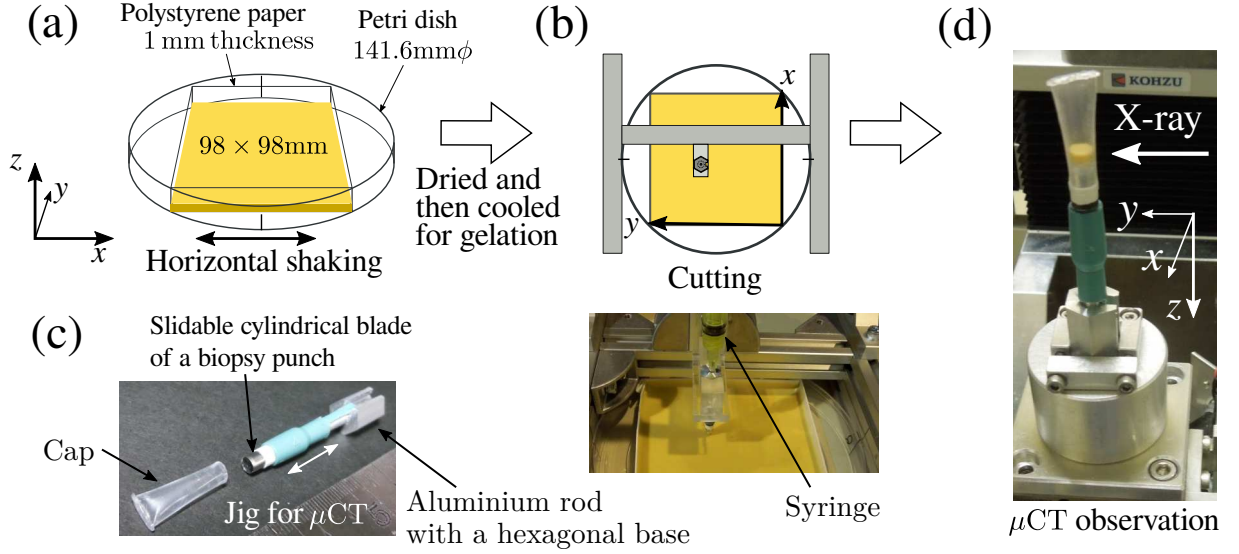 (a)
Polystyrene paper
1 mm thickness
Petri dish
141.6mmϕ
98 × 98mm
z
y
x
Horizontal shaking
Dried and
then cooled
for gelation
(b)
x
y
Cutting
Syringe
(c)
Slidable cylindrical blade
of a biopsy punch
Cap
Jig for μCT
Aluminium rod
with a hexagonal base
(d)
KOHZU
X-ray
y
x
z
μCT observation